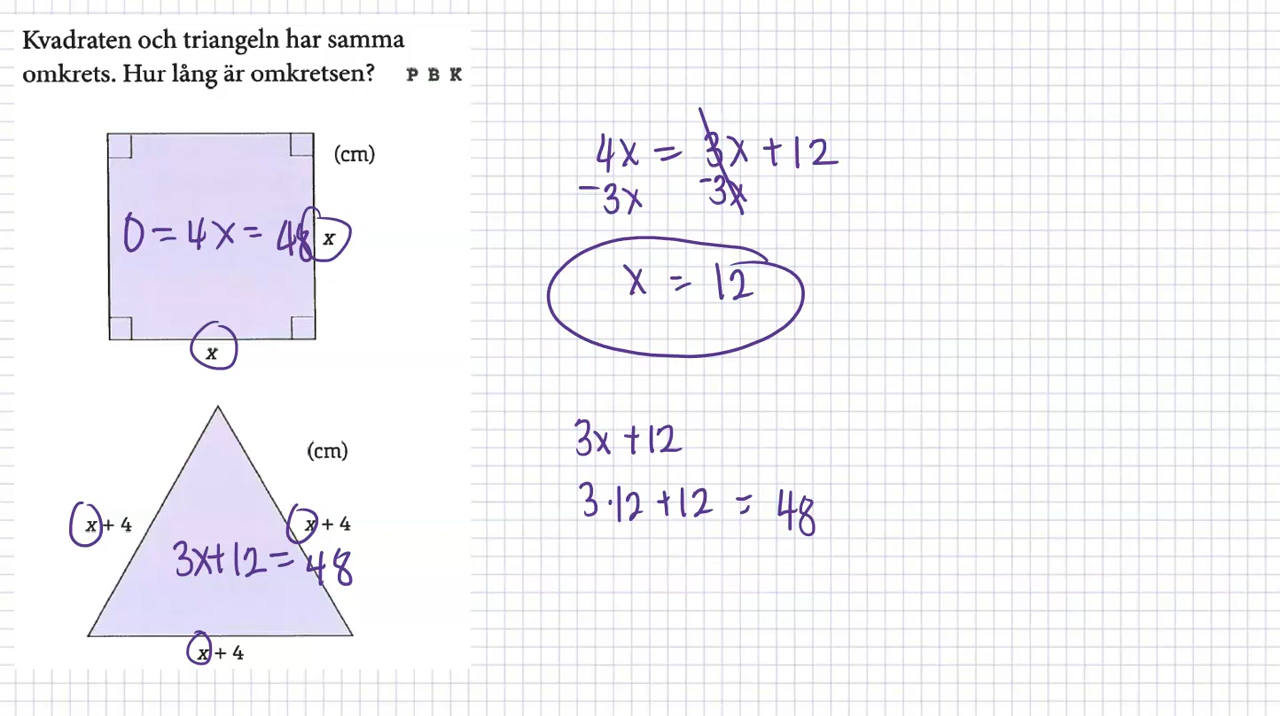 Kvadraten och triangeln har samma
omkrets. Hur lång är omkretsen? P B K
(cm)
O = 4x = 48
x
x
(cm)
x + 4
x + 4
3x+12 = 48
x + 4
4x = 3x + 12
-3x -3x
x = 12
3x + 12
3·12 + 12 = 48